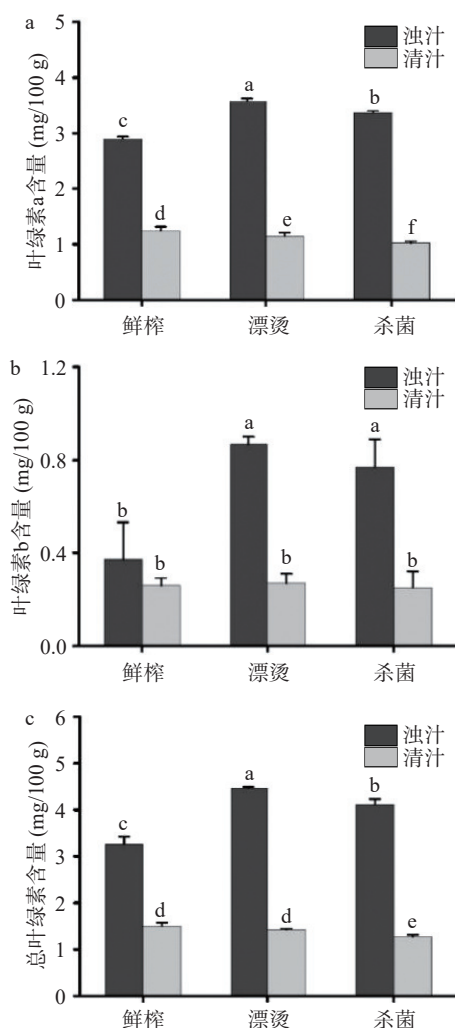 a
叶绿素a含量 (mg/100 g)
5
4
3
2
1
0
浊汁
清汁
c
d
a
e
b
f
鲜榨
漂烫
杀菌
b
叶绿素b含量 (mg/100 g)
1.2
0.8
0.4
0.0
浊汁
清汁
b
b
a
b
a
b
鲜榨
漂烫
杀菌
c
总叶绿素含量 (mg/100 g)
6
5
4
3
2
1
0
浊汁
清汁
c
d
a
d
b
e
鲜榨
漂烫
杀菌